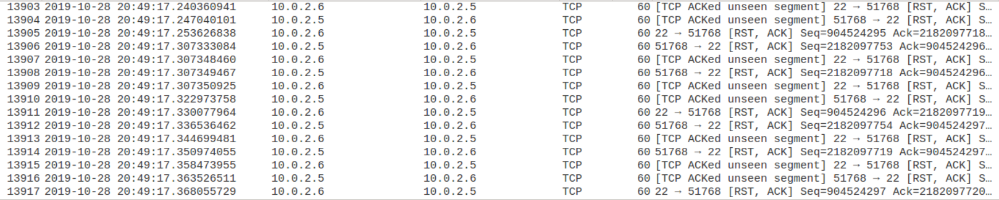 13903 2019-10-28 20:49:17.240360941 10.0.2.6 10.0.2.5 TCP 60 [TCP ACKed unseen segment] 22 → 51768 [RST, ACK] S…
13904 2019-10-28 20:49:17.247040101 10.0.2.5 10.0.2.6 TCP 60 [TCP ACKed unseen segment] 51768 → 22 [RST, ACK] S…
13905 2019-10-28 20:49:17.253626838 10.0.2.6 10.0.2.5 TCP 60 22 → 51768 [RST, ACK] Seq=904524295 Ack=2182097718…
13906 2019-10-28 20:49:17.307333084 10.0.2.5 10.0.2.6 TCP 60 51768 → 22 [RST, ACK] Seq=2182097753 Ack=904524296…
13907 2019-10-28 20:49:17.307348460 10.0.2.6 10.0.2.5 TCP 60 [TCP ACKed unseen segment] 22 → 51768 [RST, ACK] S…
13908 2019-10-28 20:49:17.307349467 10.0.2.5 10.0.2.6 TCP 60 51768 → 22 [RST, ACK] Seq=2182097718 Ack=904524296…
13909 2019-10-28 20:49:17.307350925 10.0.2.6 10.0.2.5 TCP 60 [TCP ACKed unseen segment] 22 → 51768 [RST, ACK] S…
13910 2019-10-28 20:49:17.322973758 10.0.2.5 10.0.2.6 TCP 60 [TCP ACKed unseen segment] 51768 → 22 [RST, ACK] S…
13911 2019-10-28 20:49:17.330077964 10.0.2.6 10.0.2.5 TCP 60 22 → 51768 [RST, ACK] Seq=904524296 Ack=2182097719…
13912 2019-10-28 20:49:17.336536462 10.0.2.5 10.0.2.6 TCP 60 51768 → 22 [RST, ACK] Seq=2182097754 Ack=904524297…
13913 2019-10-28 20:49:17.344699481 10.0.2.6 10.0.2.5 TCP 60 [TCP ACKed unseen segment] 22 → 51768 [RST, ACK] S…
13914 2019-10-28 20:49:17.350974055 10.0.2.5 10.0.2.6 TCP 60 51768 → 22 [RST, ACK] Seq=2182097719 Ack=904524297…
13915 2019-10-28 20:49:17.358473955 10.0.2.6 10.0.2.5 TCP 60 [TCP ACKed unseen segment] 22 → 51768 [RST, ACK] S…
13916 2019-10-28 20:49:17.363526511 10.0.2.5 10.0.2.6 TCP 60 [TCP ACKed unseen segment] 51768 → 22 [RST, ACK] S…
13917 2019-10-28 20:49:17.368055729 10.0.2.6 10.0.2.5 TCP 60 22 → 51768 [RST, ACK] Seq=904524297 Ack=2182097720…